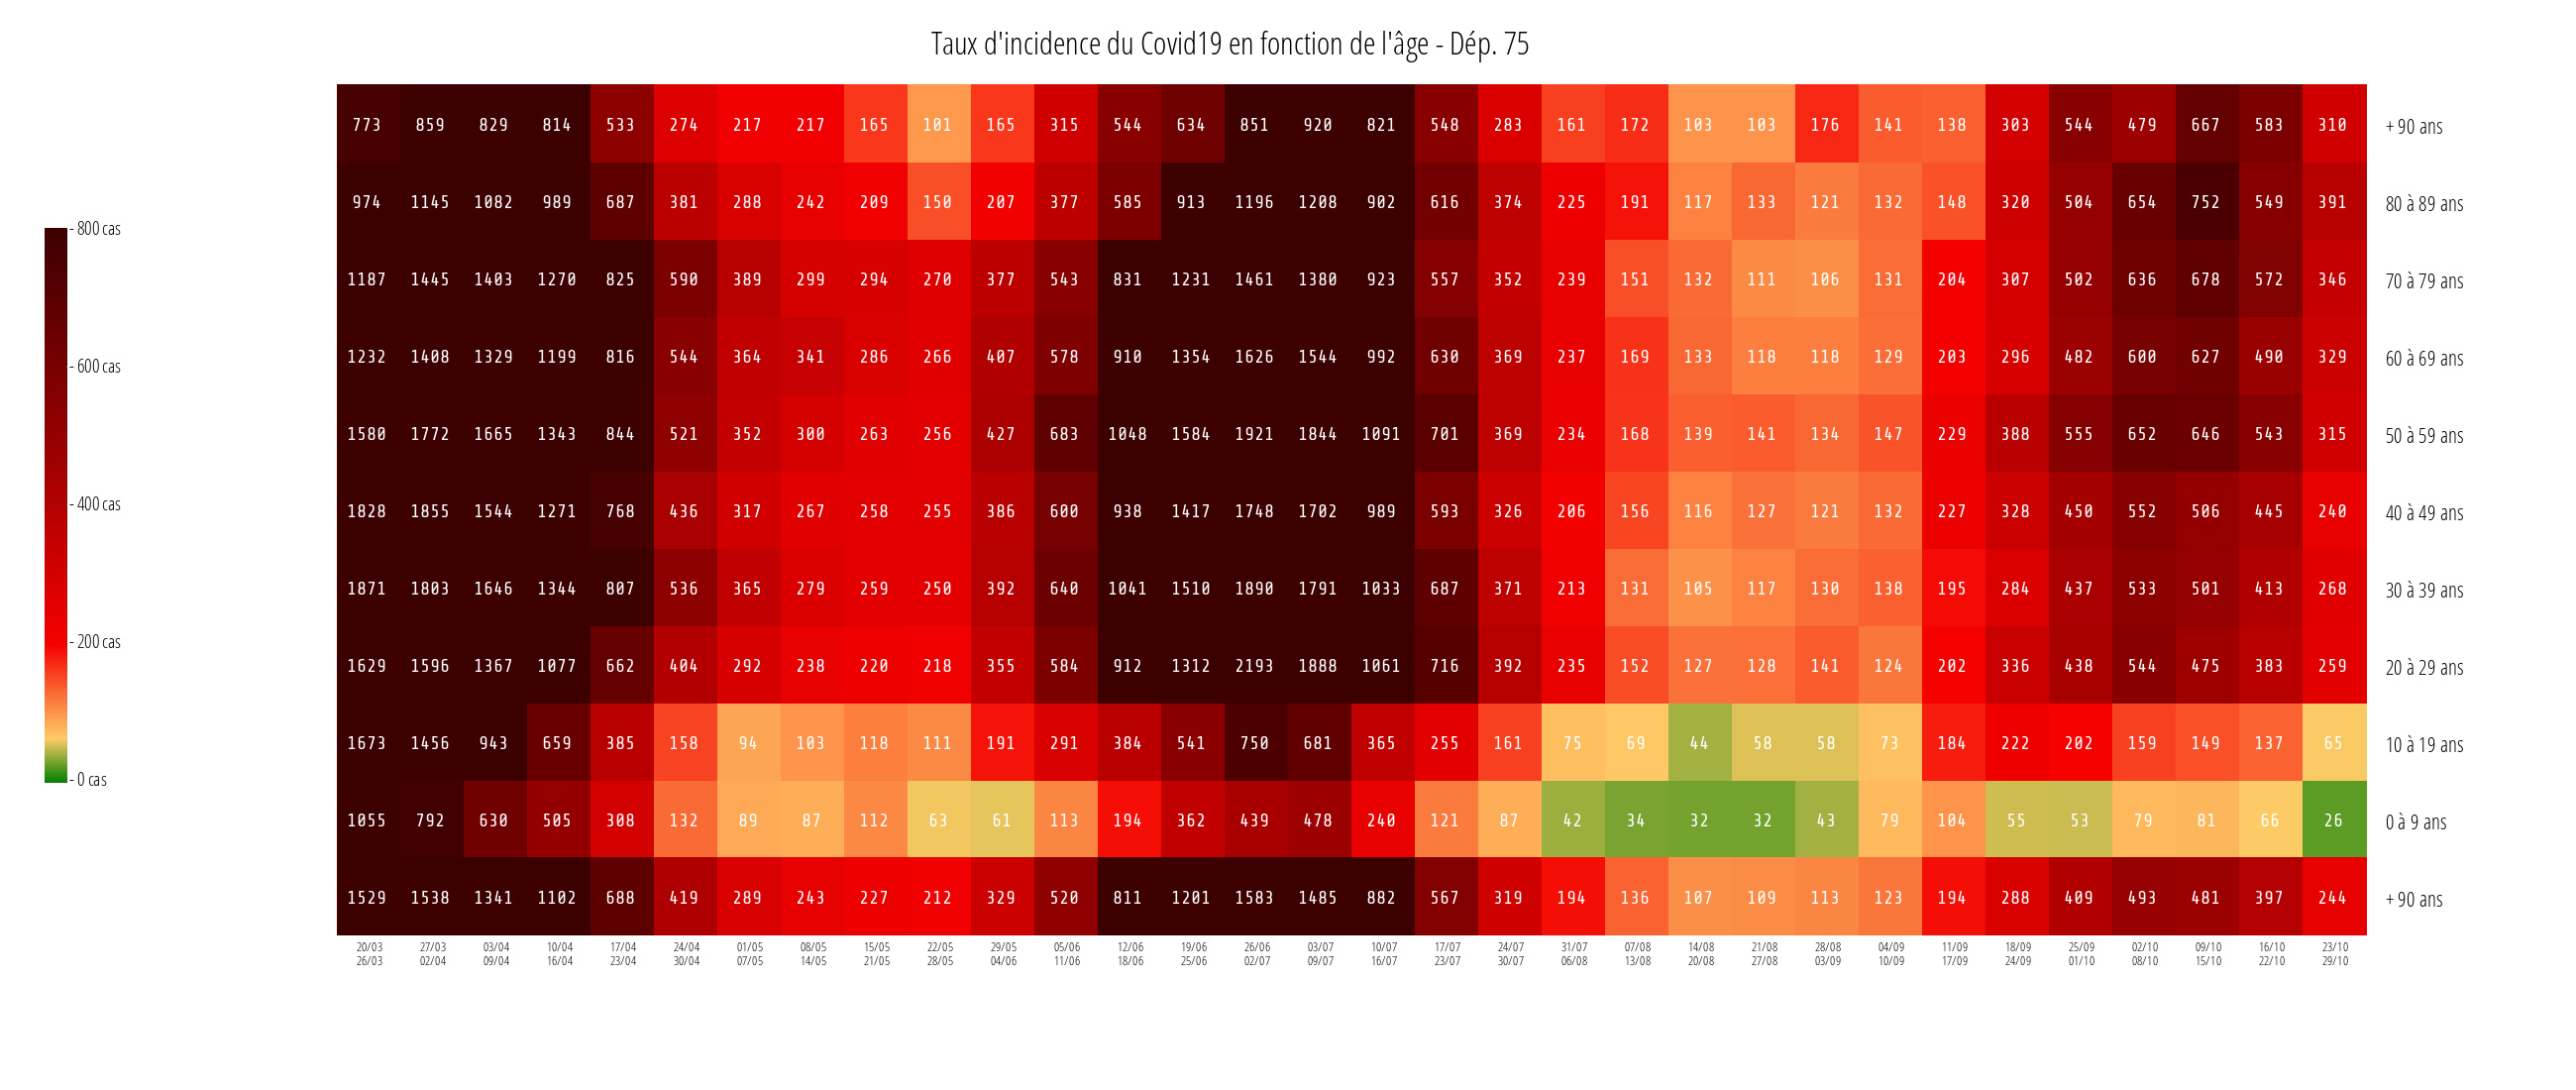 Taux d'incidence du Covid19 en fonction de l'âge - Dép. 75
- 800 cas
- 600 cas
- 400 cas
- 200 cas
- 0 cas
773 859 829 814 533 274 217 217 165 101 165 315 544 634 851 920 821 548 283 161 172 103 103 176 141 138 303 544 479 667 583 310 + 90 ans
974 1145 1082 989 687 381 288 242 209 150 207 377 585 913 1196 1208 902 616 374 225 191 117 133 121 132 148 320 504 654 752 549 391 80 à 89 ans
1187 1445 1403 1270 825 590 389 299 294 270 377 543 831 1231 1461 1380 923 557 352 239 151 132 111 106 131 204 307 502 636 678 572 346 70 à 79 ans
1232 1408 1329 1199 816 544 364 341 286 266 407 578 910 1354 1626 1544 992 630 369 237 169 133 118 118 129 203 296 482 600 627 490 329 60 à 69 ans
1580 1772 1665 1343 844 521 352 300 263 256 427 683 1048 1584 1921 1844 1091 701 369 234 168 139 141 134 147 229 388 555 652 646 543 315 50 à 59 ans
1828 1855 1544 1271 768 436 317 267 258 255 386 600 938 1417 1748 1702 989 593 326 206 156 116 127 121 132 227 328 450 552 506 445 240 40 à 49 ans
1871 1803 1646 1344 807 536 365 279 259 250 392 640 1041 1510 1890 1791 1033 687 371 213 131 105 117 130 138 195 284 437 533 501 413 268 30 à 39 ans
1629 1596 1367 1077 662 404 292 238 220 218 355 584 912 1312 2193 1888 1061 716 392 235 152 127 128 141 124 202 336 438 544 475 383 259 20 à 29 ans
1673 1456 943 659 385 158 94 103 118 111 191 291 384 541 750 681 365 255 161 75 69 44 58 58 73 184 222 202 159 149 137 65 10 à 19 ans
1055 792 630 505 308 132 89 87 112 63 61 113 194 362 439 478 240 121 87 42 34 32 32 43 79 104 55 53 79 81 66 26 0 à 9 ans
1529 1538 1341 1102 688 419 289 243 227 212 329 520 811 1201 1583 1485 882 567 319 194 136 107 109 113 123 194 288 409 493 481 397 244 + 90 ans
20/03 27/03 03/04 10/04 17/04 24/04 01/05 08/05 15/05 22/05 29/05 05/06 12/06 19/06 26/06 03/07 10/07 17/07 24/07 31/07 07/08 14/08 21/08 28/08 04/09 11/09 18/09 25/09 02/10 09/10 16/10 23/10
26/03 02/04 09/04 16/04 23/04 30/04 07/05 14/05 21/05 28/05 04/06 11/06 18/06 25/06 02/07 09/07 16/07 23/07 30/07 06/08 13/08 20/08 27/08 03/09 10/09 17/09 24/09 01/10 08/10 15/10 22/10 29/10